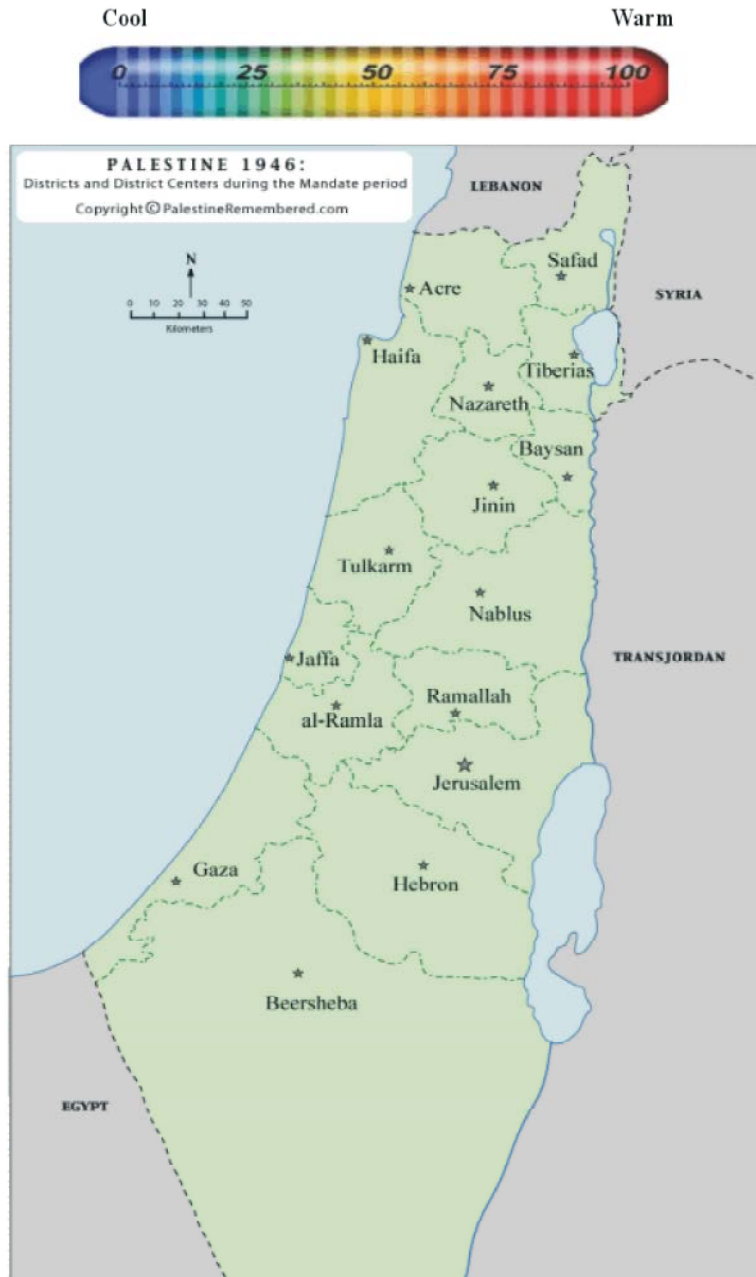 Cool Warm
0 25 50 75 100
PALESTINE 1946:
Districts and District Centers during the Mandate period
Copyright © PalestineRemembered.com
LEBANON
N
0 10 20 30 40 50
Kilometers
Safad
Acre
SYRIA
Haifa
Tiberias
Nazareth
Baysan
Jinin
Tulkarm
Nablus
Jaffa
TRANSJORDAN
Ramallah
al-Ramla
Jerusalem
Gaza
Hebron
Beersheba
EGYPT